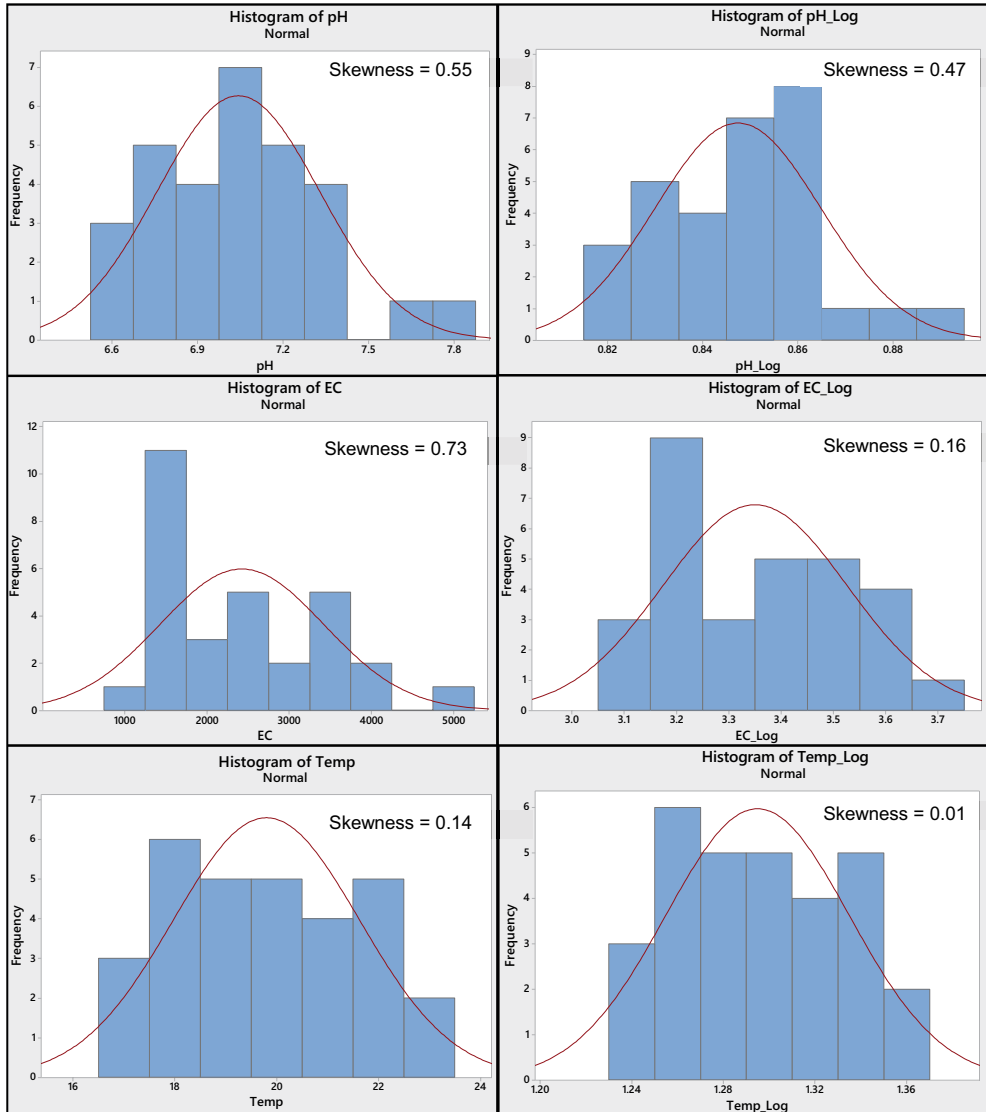 Histogram of pH
Normal
Skewness = 0.55
7
6
5
4
3
2
1
0
Frequency
6.6 6.9 7.2 7.5 7.8
pH
Histogram of pH_Log
Normal
Skewness = 0.47
9
8
7
6
5
4
3
2
1
0
Frequency
0.82 0.84 0.86 0.88
pH_Log
Histogram of EC
Normal
Skewness = 0.73
12
10
8
6
4
2
0
Frequency
1000 2000 3000 4000 5000
EC
Histogram of EC_Log
Normal
Skewness = 0.16
9
8
7
6
5
4
3
2
1
0
Frequency
3.0 3.1 3.2 3.3 3.4 3.5 3.6 3.7
EC_Log
Histogram of Temp
Normal
Skewness = 0.14
7
6
5
4
3
2
1
0
Frequency
16 18 20 22 24
Temp
Histogram of Temp_Log
Normal
Skewness = 0.01
6
5
4
3
2
1
0
Frequency
1.20 1.24 1.28 1.32 1.36
Temp_Log